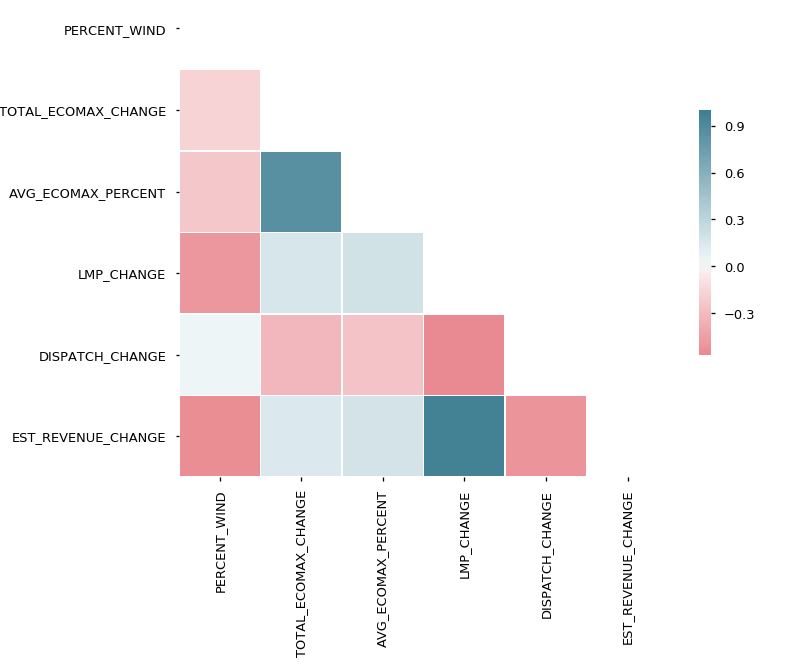 PERCENT_WIND
TOTAL_ECOMAX_CHANGE
AVG_ECOMAX_PERCENT
LMP_CHANGE
DISPATCH_CHANGE
EST_REVENUE_CHANGE
PERCENT_WIND
TOTAL_ECOMAX_CHANGE
AVG_ECOMAX_PERCENT
LMP_CHANGE
DISPATCH_CHANGE
EST_REVENUE_CHANGE
0.9
0.6
0.3
0.0
−0.3